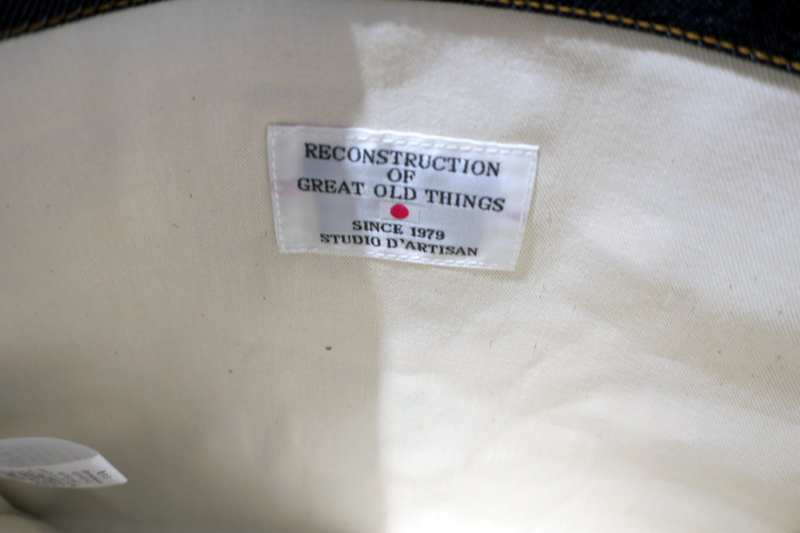 RECONSTRUCTION
OF
GREAT OLD THINGS
SINCE 1979
STUDIO D'ARTISAN